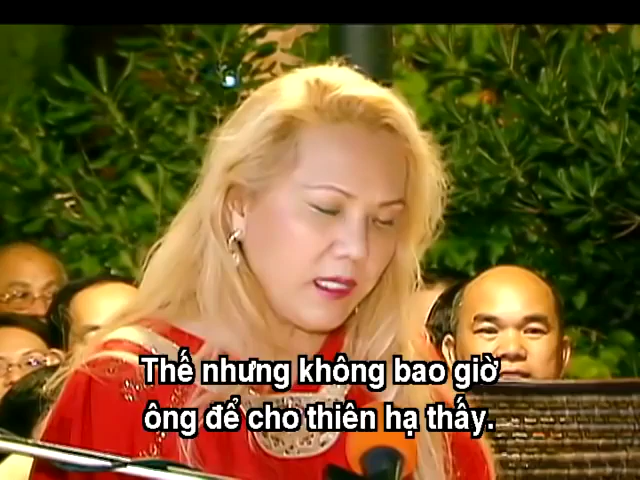 Thế nhưng không bao giờ
ông để cho thiên hạ thấy.